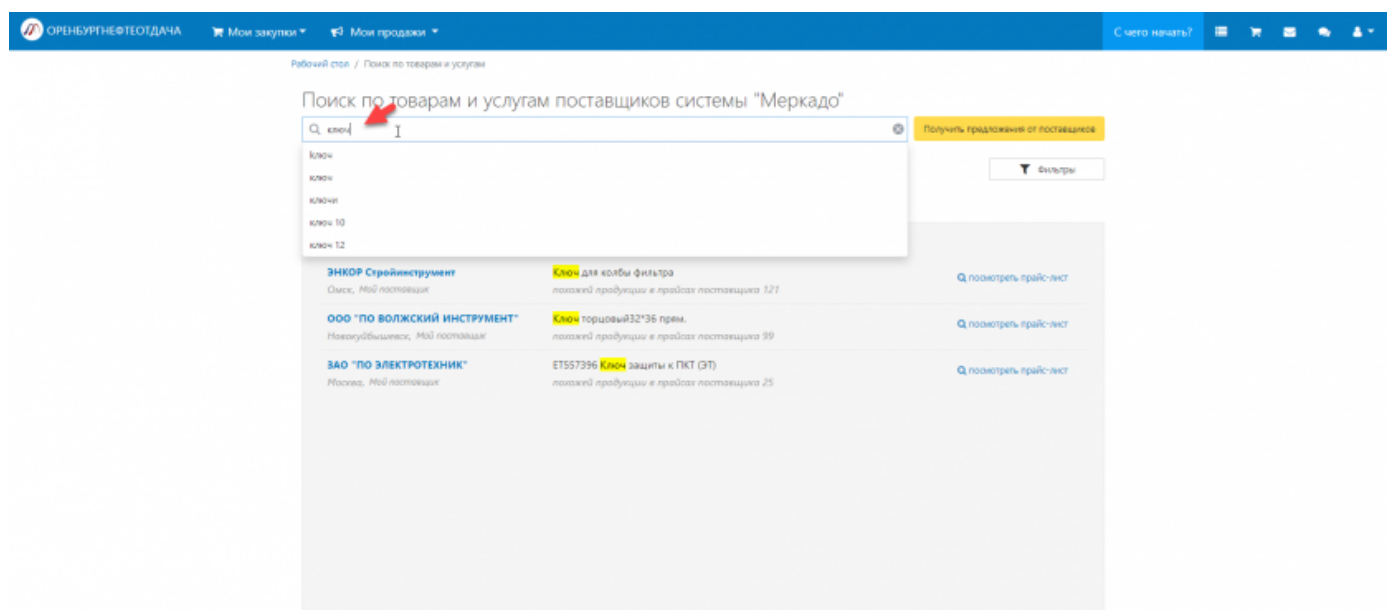 ОРЕНБУРГНЕФТЕОТДАЧА Мои закупки Мои продажи С чего начать?
Рабочий стол / Поиск по товарам и услугам
Поиск по товарам и услугам поставщиков системы "Меркадо"
ключ Получить предложения от поставщиков
ключ Фильтры
ключ
ключи
ключ 10
ключ 12
ЭНКОР Стройинструмент Ключ для колбы фильтра посмотреть прайс-лист
Омск, Мой поставщик похожей продукции в прайсах поставщика 121
ООО "ПО ВОЛЖСКИЙ ИНСТРУМЕНТ" Ключ торцовый32*36 прям. посмотреть прайс-лист
Новокуйбышевск, Мой поставщик похожей продукции в прайсах поставщика 99
ЗАО "ПО ЭЛЕКТРОТЕХНИК" ET557396 Ключ защиты к ПКТ (ЭТ) посмотреть прайс-лист
Москва, Мой поставщик похожей продукции в прайсах поставщика 25